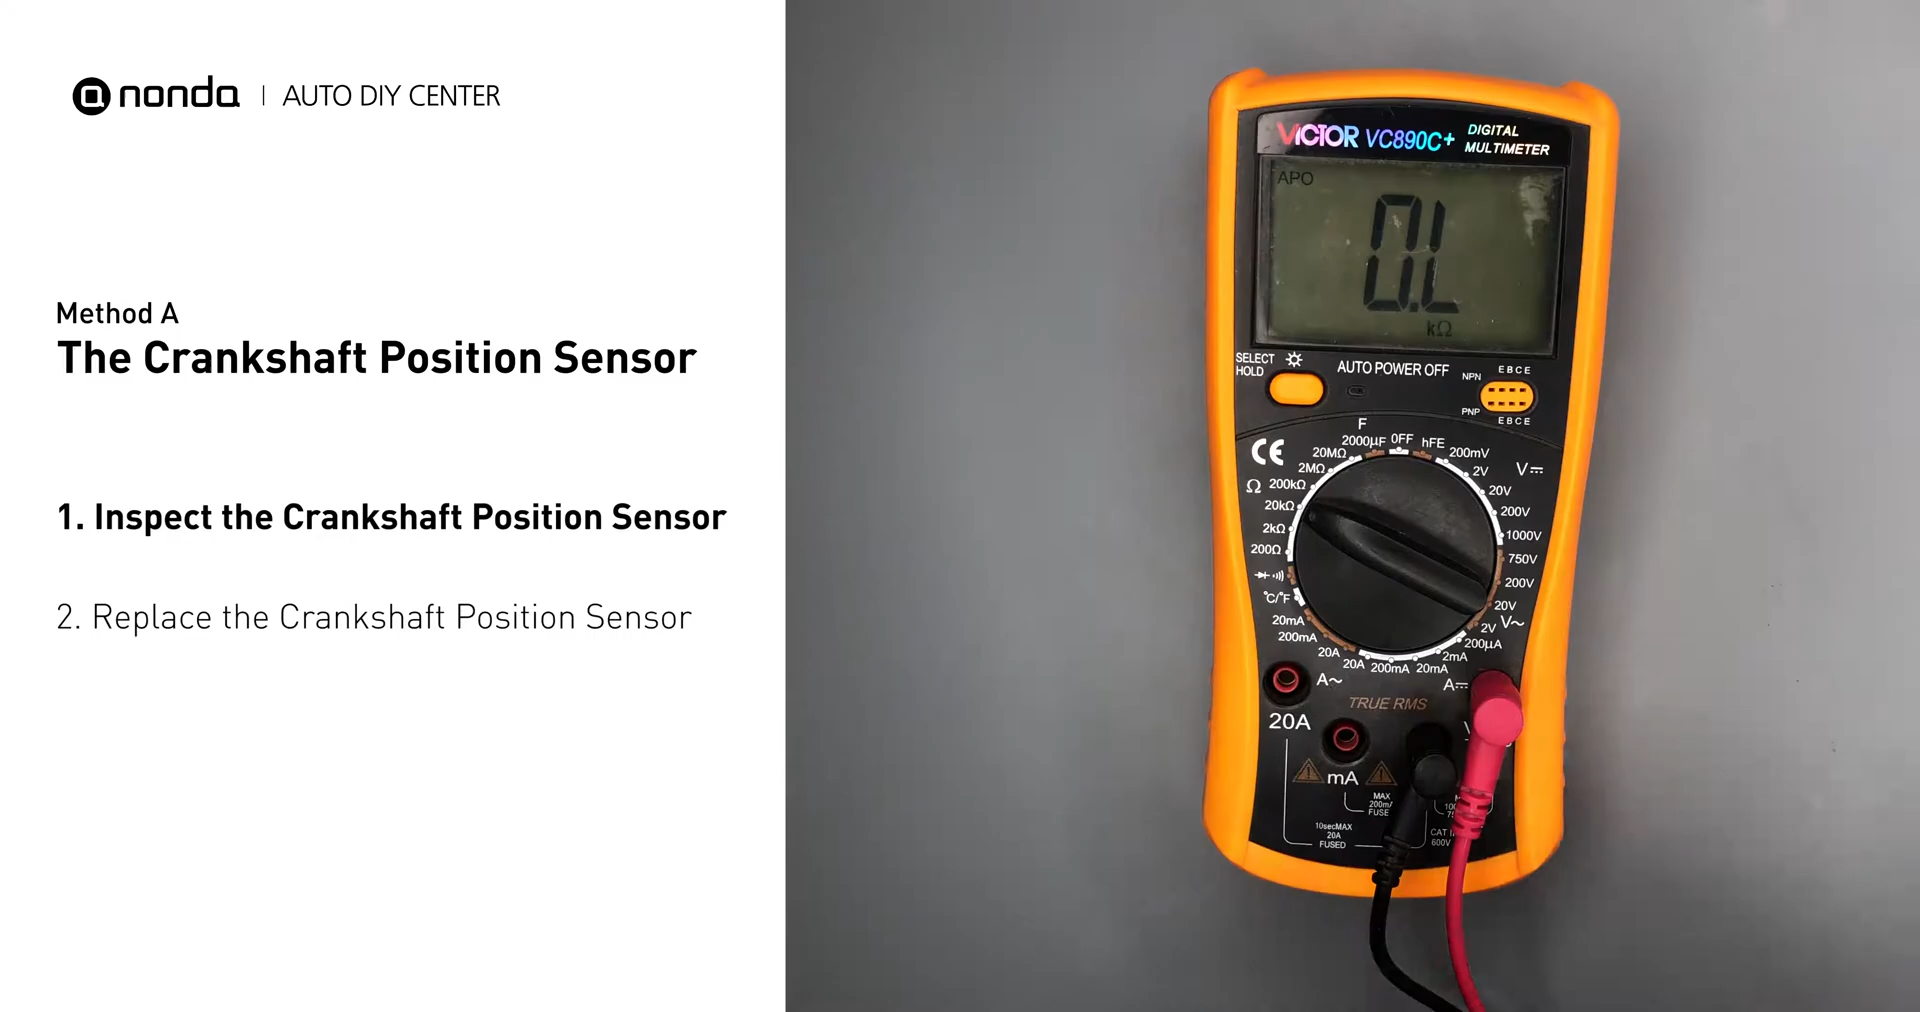 nonda | AUTO DIY CENTER
Method A
The Crankshaft Position Sensor
1. Inspect the Crankshaft Position Sensor
2. Replace the Crankshaft Position Sensor
VICTOR VC890C+ DIGITAL MULTIMETER
APO
0.L
kΩ
SELECT
HOLD
AUTO POWER OFF
NPN
EBCE
PNP
EBCE
CE
F
2000µF
OFF
hFE
200mV
2V
V
20V
200V
1000V
750V
200V
20V
2V
V~
200µA
2mA
20mA
200mA
20A
A
20MΩ
2MΩ
200kΩ
Ω
20kΩ
2kΩ
200Ω
°C/°F
20mA
200mA
20A
A~
TRUE RMS
20A
mA
MAX
FUSE
10secMAX
20A
FUSED
CAT
600V